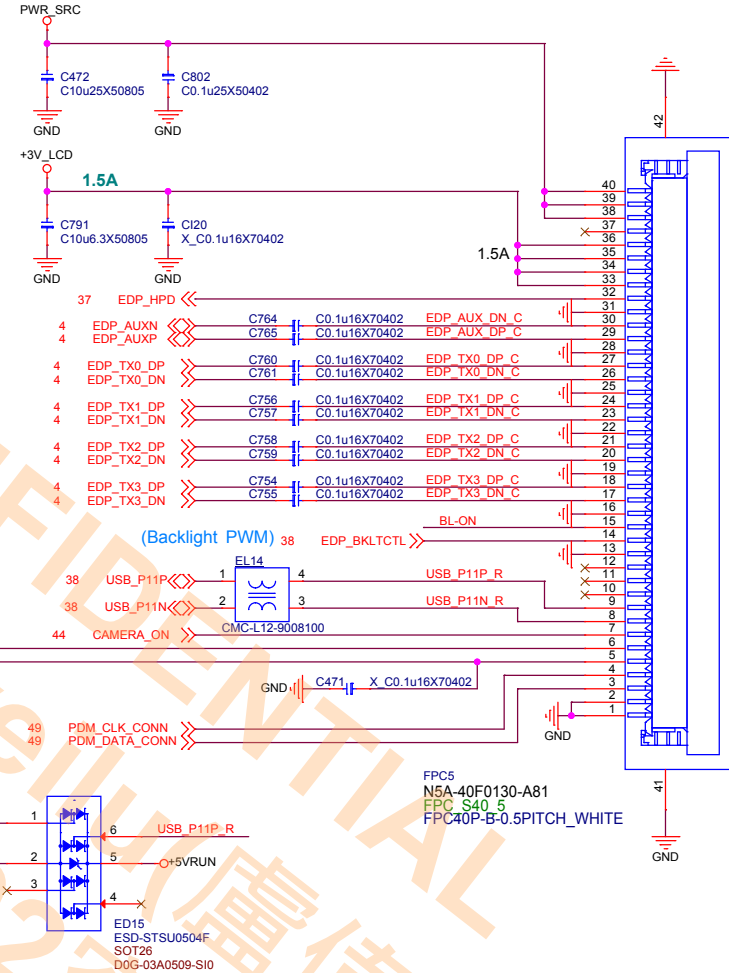 PWR_SRC
C472
C10u25X50805
C802
C0.1u25X50402
GND
GND
+3V_LCD
1.5A
C791
C10u6.3X50805
CI20
X_C0.1u16X70402
GND
GND
1.5A
42
40
39
38
37
36
35
34
33
32
31
30
29
28
27
26
25
24
23
22
21
20
19
18
17
16
15
14
13
12
11
10
9
8
7
6
5
4
3
2
1
41
37 EDP_HPD
4 EDP_AUXN C764 C0.1u16X70402 EDP_AUX_DN_C
4 EDP_AUXP C765 C0.1u16X70402 EDP_AUX_DP_C
4 EDP_TX0_DP C760 C0.1u16X70402 EDP_TX0_DP_C
4 EDP_TX0_DN C761 C0.1u16X70402 EDP_TX0_DN_C
4 EDP_TX1_DP C756 C0.1u16X70402 EDP_TX1_DP_C
4 EDP_TX1_DN C757 C0.1u16X70402 EDP_TX1_DN_C
4 EDP_TX2_DP C758 C0.1u16X70402 EDP_TX2_DP_C
4 EDP_TX2_DN C759 C0.1u16X70402 EDP_TX2_DN_C
4 EDP_TX3_DP C754 C0.1u16X70402 EDP_TX3_DP_C
4 EDP_TX3_DN C755 C0.1u16X70402 EDP_TX3_DN_C
BL-ON
(Backlight PWM) 38 EDP_BKLTCTL
EL14
38 USB_P11P 1 4 USB_P11P_R
38 USB_P11N 2 3 USB_P11N_R
CMC-L12-9008100
44 CAMERA_ON
GND C471 X_C0.1u16X70402
49 PDM_CLK_CONN
49 PDM_DATA_CONN
GND
FPC5
N5A-40F0130-A81
FPC_S40_5
FPC40P-B-0.5PITCH_WHITE
GND
1
6 USB_P11P_R
2
5 +5VRUN
3
4
ED15
ESD-STSU0504F
SOT26
D0G-03A0509-SI0